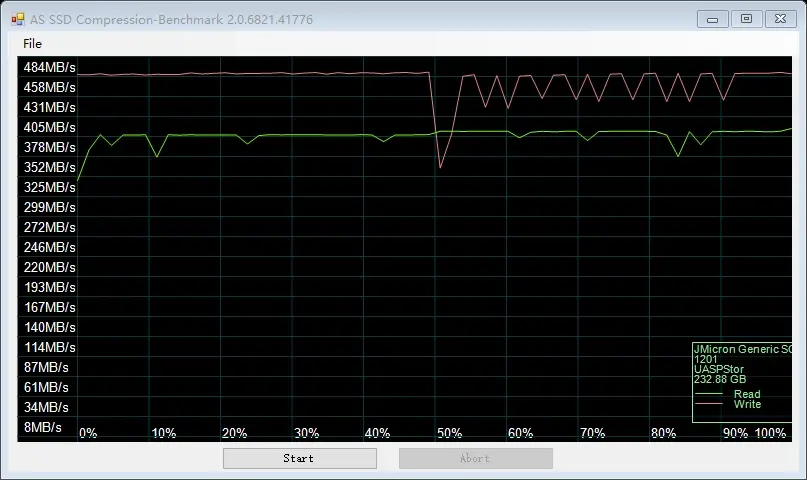 AS SSD Compression-Benchmark 2.0.6821.41776
File
484MB/s
458MB/s
431MB/s
405MB/s
378MB/s
352MB/s
325MB/s
299MB/s
272MB/s
246MB/s
220MB/s
193MB/s
167MB/s
140MB/s
114MB/s
87MB/s
61MB/s
34MB/s
8MB/s
JMicron Generic SC
1201
UASPStor
232.88 GB
Read
Write
0% 10% 20% 30% 40% 50% 60% 70% 80% 90% 100%
Start Abort